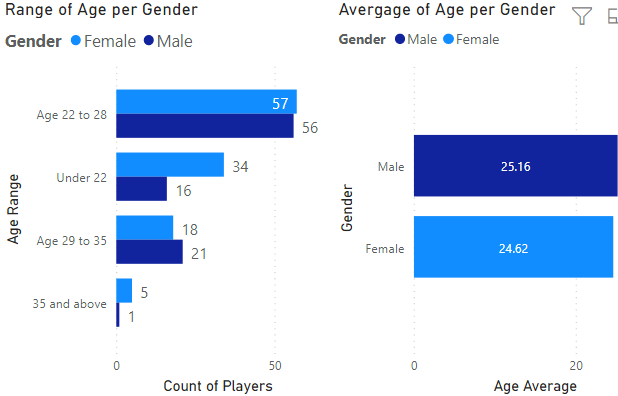 Range of Age per Gender
Gender Female Male
Age Range
Age 22 to 28
57
56
Under 22
34
16
Age 29 to 35
18
21
35 and above
5
1
0 50
Count of Players
Avergage of Age per Gender
Gender Male Female
Gender
Male 25.16
Female 24.62
0 20
Age Average